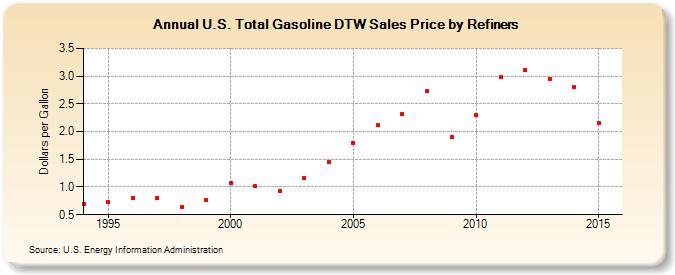 Annual U.S. Total Gasoline DTW Sales Price by Refiners
Dollars per Gallon
3.5
3.0
2.5
2.0
1.5
1.0
0.5
1995 2000 2005 2010 2015
Source: U.S. Energy Information Administration